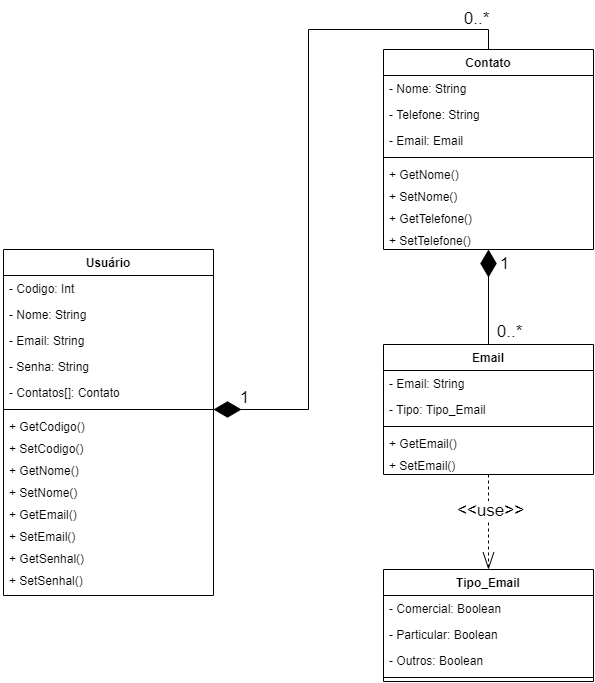 0..*
Contato
- Nome: String
- Telefone: String
- Email: Email
+ GetNome()
+ SetNome()
+ GetTelefone()
+ SetTelefone()
1
0..*
Usuário
- Codigo: Int
- Nome: String
- Email: String
- Senha: String
- Contatos[]: Contato
1
+ GetCodigo()
+ SetCodigo()
+ GetNome()
+ SetNome()
+ GetEmail()
+ SetEmail()
+ GetSenhal()
+ SetSenhal()
Email
- Email: String
- Tipo: Tipo_Email
+ GetEmail()
+ SetEmail()
<<use>>
Tipo_Email
- Comercial: Boolean
- Particular: Boolean
- Outros: Boolean